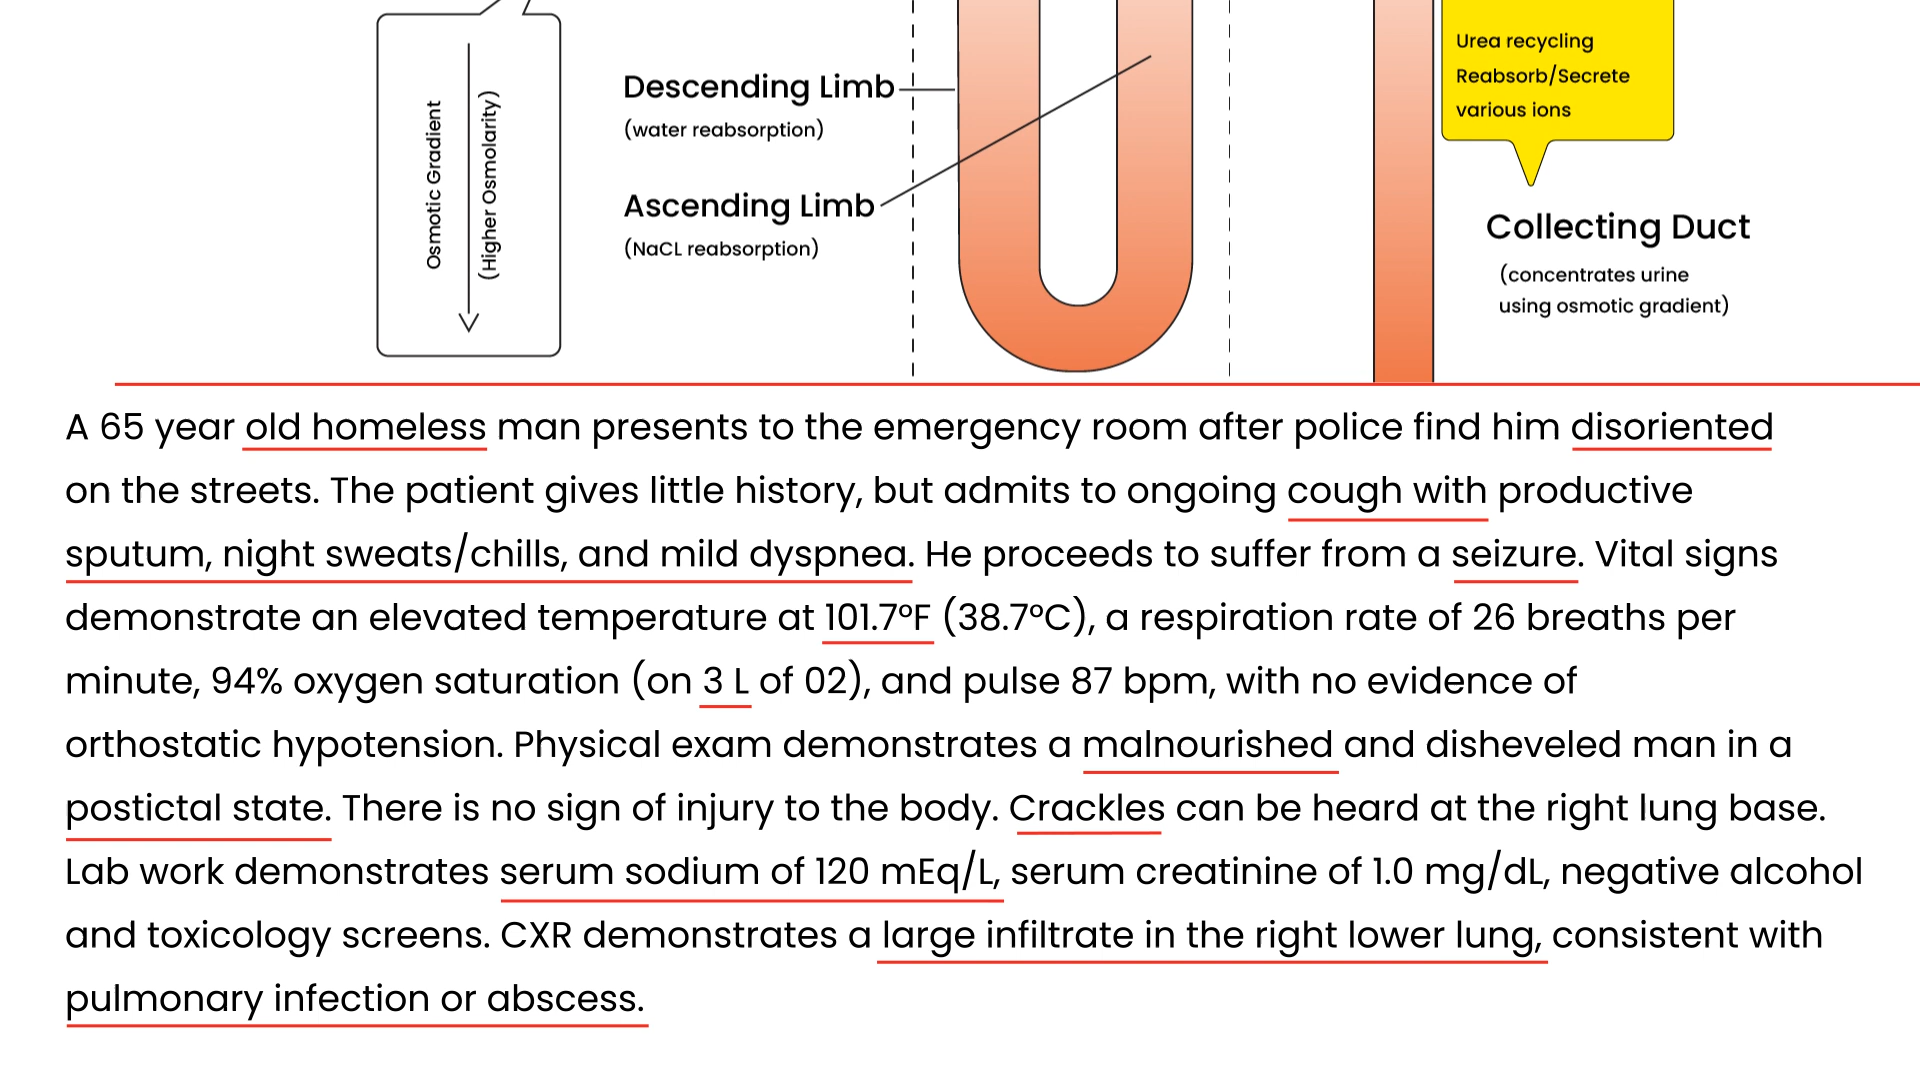 Osmotic Gradient
(Higher Osmolarity)
Descending Limb
(water reabsorption)
Ascending Limb
(NaCL reabsorption)
Urea recycling
Reabsorb/Secrete
various ions
Collecting Duct
(concentrates urine
using osmotic gradient)
A 65 year old homeless man presents to the emergency room after police find him disoriented
on the streets. The patient gives little history, but admits to ongoing cough with productive
sputum, night sweats/chills, and mild dyspnea. He proceeds to suffer from a seizure. Vital signs
demonstrate an elevated temperature at 101.7°F (38.7°C), a respiration rate of 26 breaths per
minute, 94% oxygen saturation (on 3 L of 02), and pulse 87 bpm, with no evidence of
orthostatic hypotension. Physical exam demonstrates a malnourished and disheveled man in a
postictal state. There is no sign of injury to the body. Crackles can be heard at the right lung base.
Lab work demonstrates serum sodium of 120 mEq/L, serum creatinine of 1.0 mg/dL, negative alcohol
and toxicology screens. CXR demonstrates a large infiltrate in the right lower lung, consistent with
pulmonary infection or abscess.